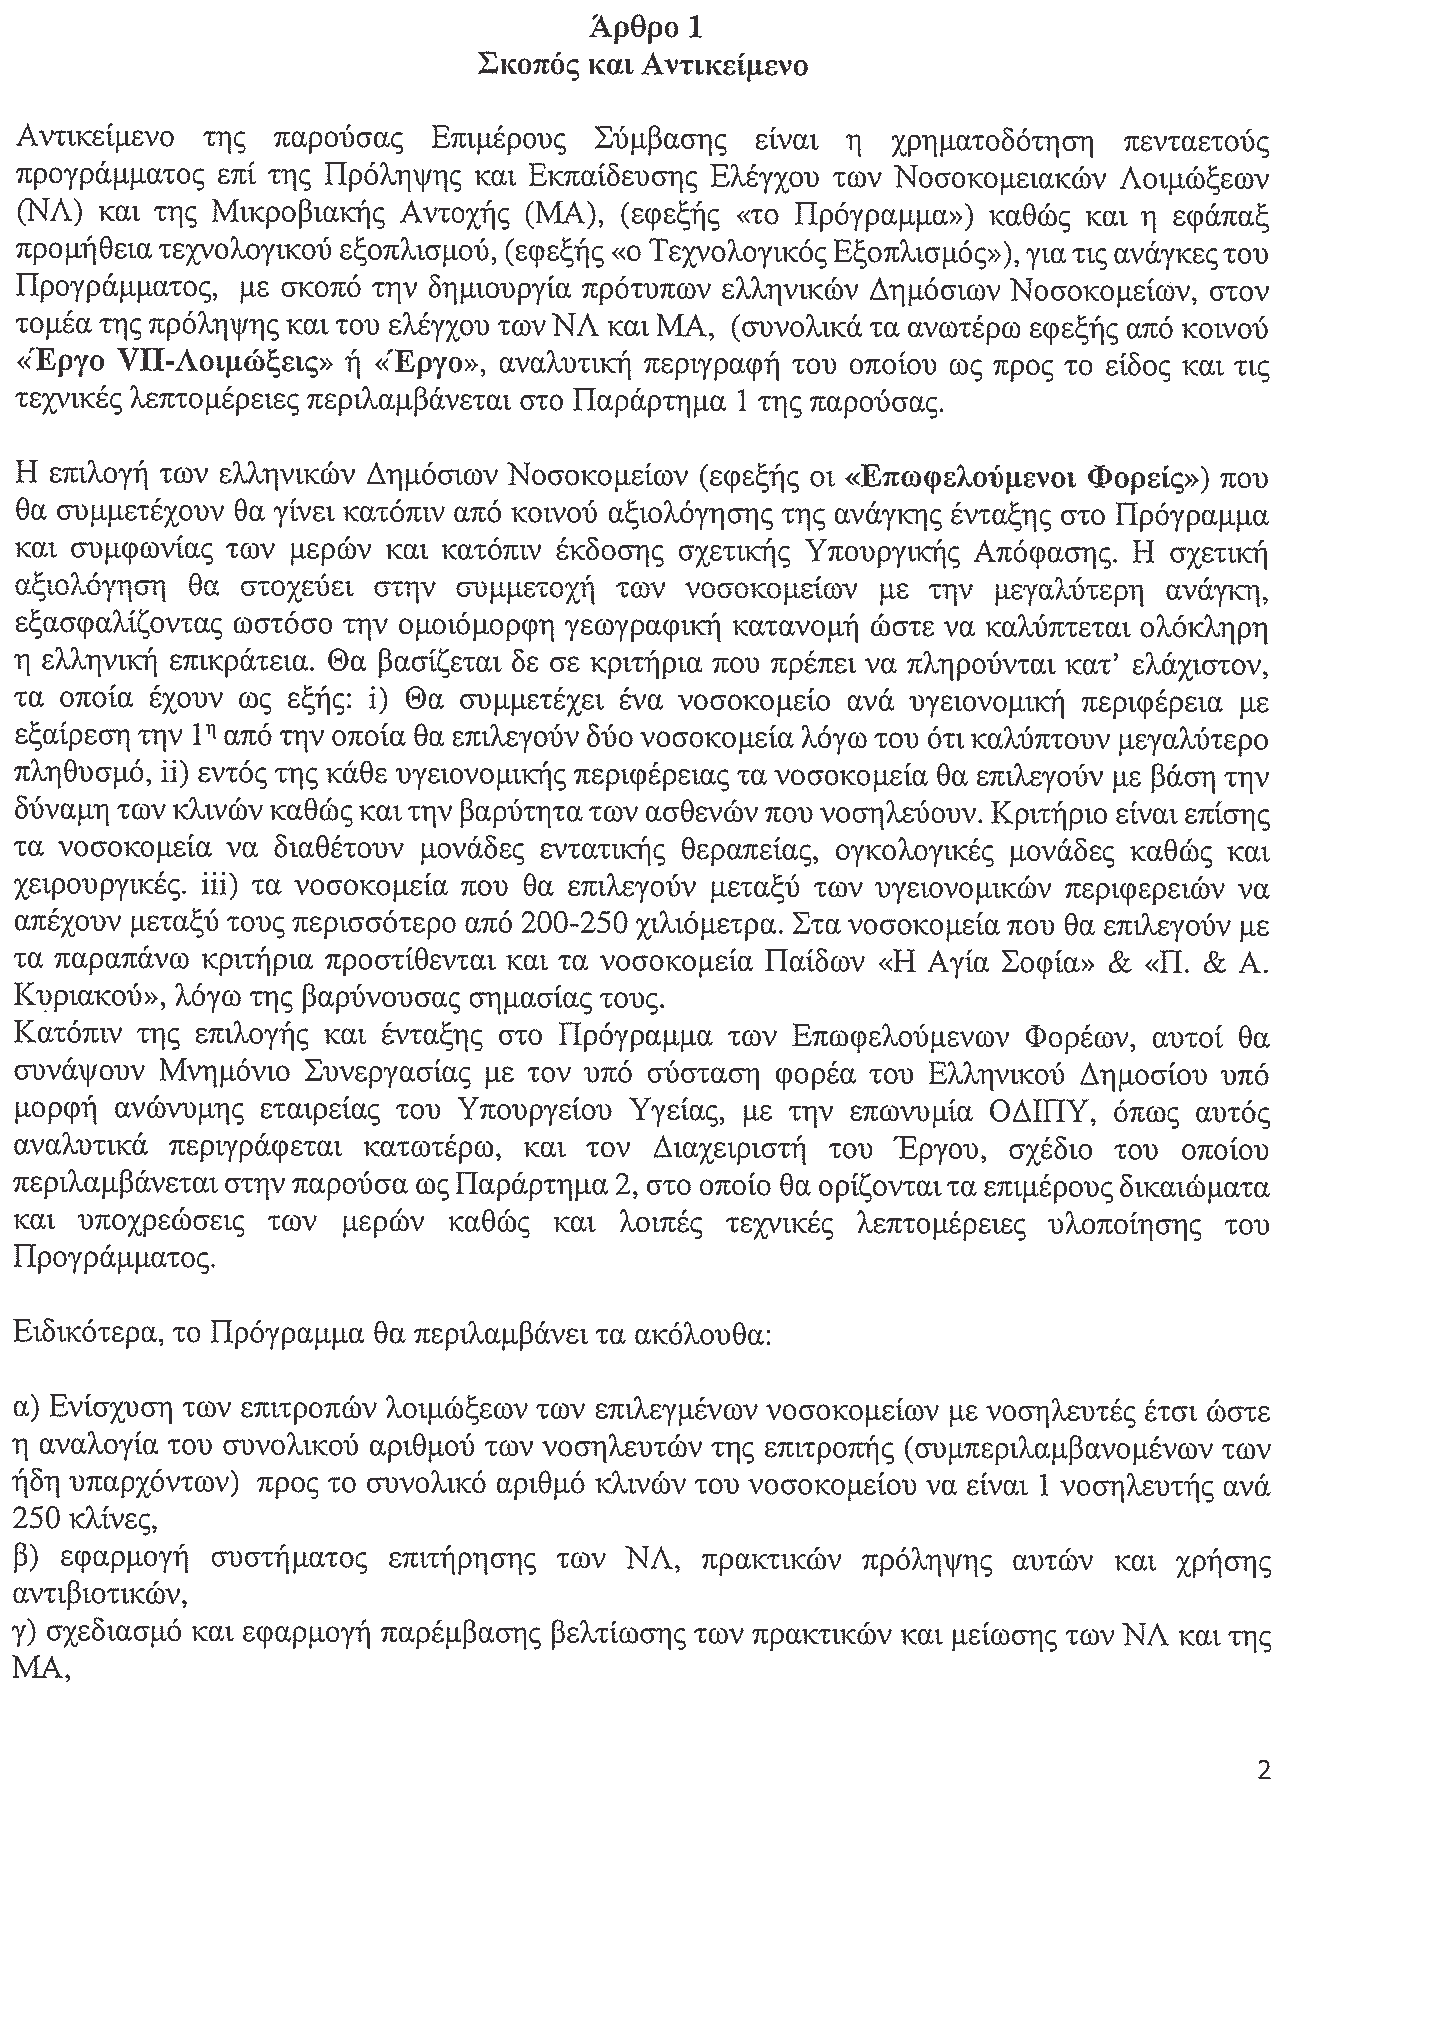 Άρθρο 1
Σκοπός και Αντικείμενο
Αντικείμενο της παρούσας Επιμέρους Σύμβασης είναι η χρηματοδότηση πενταετούς
προγράμματος επί της Πρόληψης και Εκπαίδευσης Ελέγχου των Νοσοκομειακών Λοιμώξεων
(ΝΛ) και της Μικροβιακής Αντοχής (ΜΑ), (εφεξής «το Πρόγραμμα») καθώς και η εφάπαξ
προμήθεια τεχνολογικού εξοπλισμού, (εφεξής «ο Τεχνολογικός Εξοπλισμός»), για τις ανάγκες του
Προγράμματος, με σκοπό την δημιουργία πρότυπων ελληνικών Δημόσιων Νοσοκομείων, στον
τομέα της πρόληψης και του ελέγχου των ΝΛ και ΜΑ, (συνολικά τα ανωτέρω εφεξής από κοινού
«Έργο VII-Λοιμώξεις» ή «Έργο», αναλυτική περιγραφή του οποίου ως προς το είδος και τις
τεχνικές λεπτομέρειες περιλαμβάνεται στο Παράρτημα 1 της παρούσας.
Η επιλογή των ελληνικών Δημόσιων Νοσοκομείων (εφεξής οι «Επωφελούμενοι Φορείς») που
θα συμμετέχουν θα γίνει κατόπιν από κοινού αξιολόγησης της ανάγκης ένταξης στο Πρόγραμμα
και συμφωνίας των μερών και κατόπιν έκδοσης σχετικής Υπουργικής Απόφασης. Η σχετική
αξιολόγηση θα στοχεύει στην συμμετοχή των νοσοκομείων με την μεγαλύτερη ανάγκη,
εξασφαλίζοντας ωστόσο την ομοιόμορφη γεωγραφική κατανομή ώστε να καλύπτεται ολόκληρη
η ελληνική επικράτεια. Θα βασίζεται δε σε κριτήρια που πρέπει να πληρούνται κατ’ ελάχιστον,
τα οποία έχουν ως εξής: i) Θα συμμετέχει ένα νοσοκομείο ανά υγειονομική περιφέρεια με
εξαίρεση την 1η από την οποία θα επιλεγούν δύο νοσοκομεία λόγω του ότι καλύπτουν μεγαλύτερο
πληθυσμό, ii) εντός της κάθε υγειονομικής περιφέρειας τα νοσοκομεία θα επιλεγούν με βάση την
δύναμη των κλινών καθώς και την βαρύτητα των ασθενών που νοσηλεύουν. Κριτήριο είναι επίσης
τα νοσοκομεία να διαθέτουν μονάδες εντατικής θεραπείας, ογκολογικές μονάδες καθώς και
χειρουργικές. iii) τα νοσοκομεία που θα επιλεγούν μεταξύ των υγειονομικών περιφερειών να
απέχουν μεταξύ τους περισσότερο από 200-250 χιλιόμετρα. Στα νοσοκομεία που θα επιλεγούν με
τα παραπάνω κριτήρια προστίθενται και τα νοσοκομεία Παίδων «Η Αγία Σοφία» & «Π. & Α.
Κυριακού», λόγω της βαρύνουσας σημασίας τους.
Κατόπιν της επιλογής και ένταξης στο Πρόγραμμα των Επωφελούμενων Φορέων, αυτοί θα
συνάψουν Μνημόνιο Συνεργασίας με τον υπό σύσταση φορέα του Ελληνικού Δημοσίου υπό
μορφή ανώνυμης εταιρείας του Υπουργείου Υγείας, με την επωνυμία ΟΔΙΠΥ, όπως αυτός
αναλυτικά περιγράφεται κατωτέρω, και τον Διαχειριστή του Έργου, σχέδιο του οποίου
περιλαμβάνεται στην παρούσα ως Παράρτημα 2, στο οποίο θα ορίζονται τα επιμέρους δικαιώματα
και υποχρεώσεις των μερών καθώς και λοιπές τεχνικές λεπτομέρειες υλοποίησης του
Προγράμματος.
Ειδικότερα, το Πρόγραμμα θα περιλαμβάνει τα ακόλουθα:
α) Ενίσχυση των επιτροπών λοιμώξεων των επιλεγμένων νοσοκομείων με νοσηλευτές έτσι ώστε
η αναλογία του συνολικού αριθμού των νοσηλευτών της επιτροπής (συμπεριλαμβανομένων των
ήδη υπαρχόντων) προς το συνολικό αριθμό κλινών του νοσοκομείου να είναι 1 νοσηλευτής ανά
250 κλίνες,
β) εφαρμογή συστήματος επιτήρησης των ΝΛ, πρακτικών πρόληψης αυτών και χρήσης
αντιβιοτικών,
γ) σχεδιασμό και εφαρμογή παρέμβασης βελτίωσης των πρακτικών και μείωσης των ΝΛ και της
ΜΑ,
2